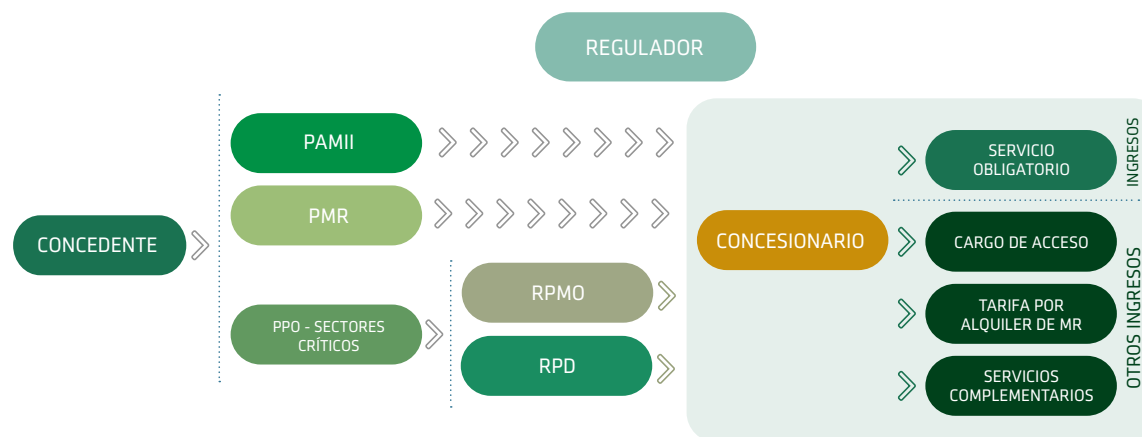 REGULADOR
CONCEDENTE
PAMII
PMR
PPO - SECTORES
CRÍTICOS
RPMO
RPD
CONCESIONARIO
SERVICIO
OBLIGATORIO
CARGO DE ACCESO
TARIFA POR
ALQUILER DE MR
SERVICIOS
COMPLEMENTARIOS
INGRESOS
OTROS INGRESOS